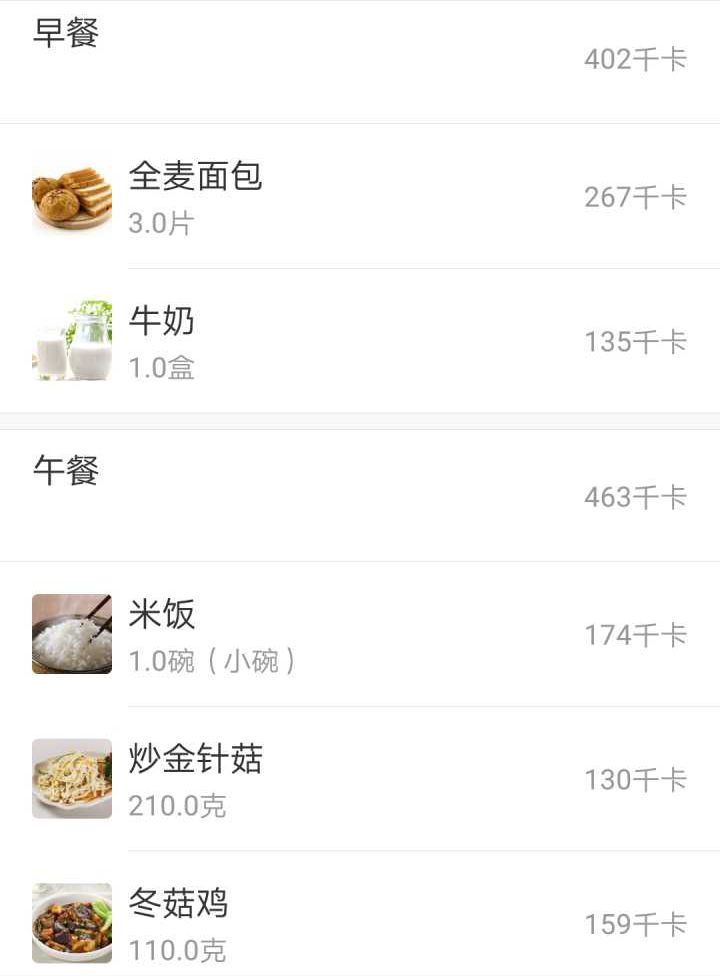 早餐
402千卡
全麦面包
267千卡
3.0片
牛奶
135千卡
1.0盒
午餐
463千卡
米饭
174千卡
1.0碗（小碗）
炒金针菇
130千卡
210.0克
冬菇鸡
159千卡
110.0克